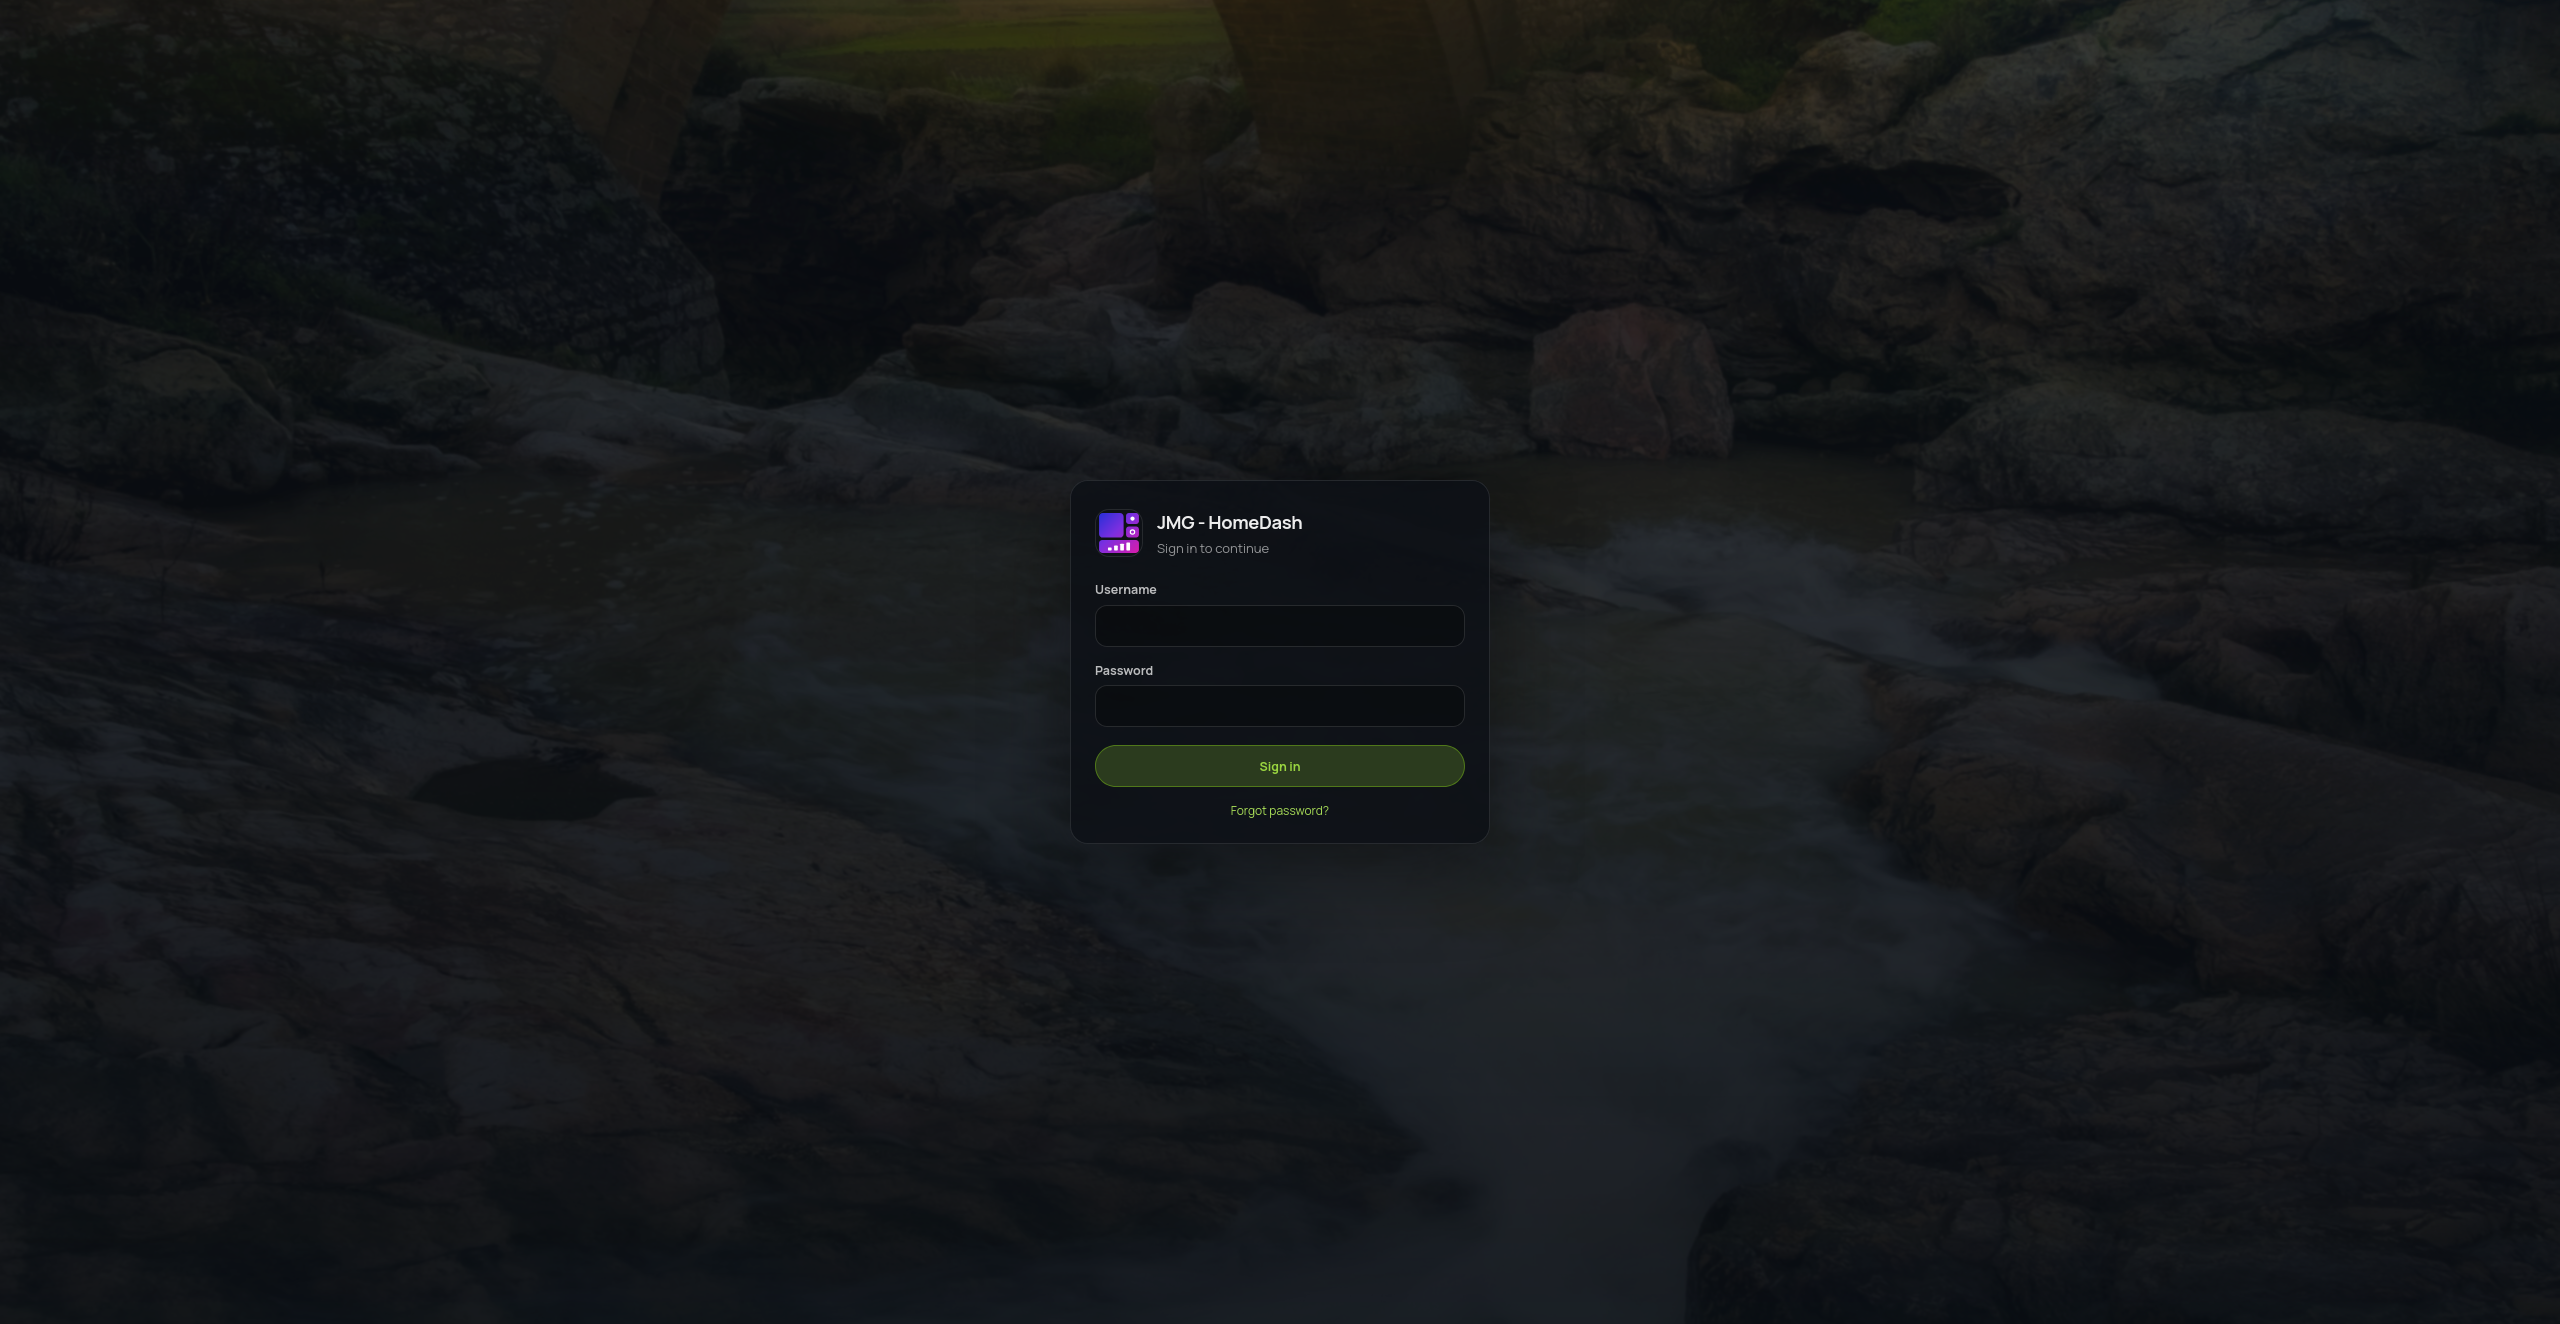 JMG - HomeDash
Sign in to continue
Username
Password
Sign in
Forgot password?